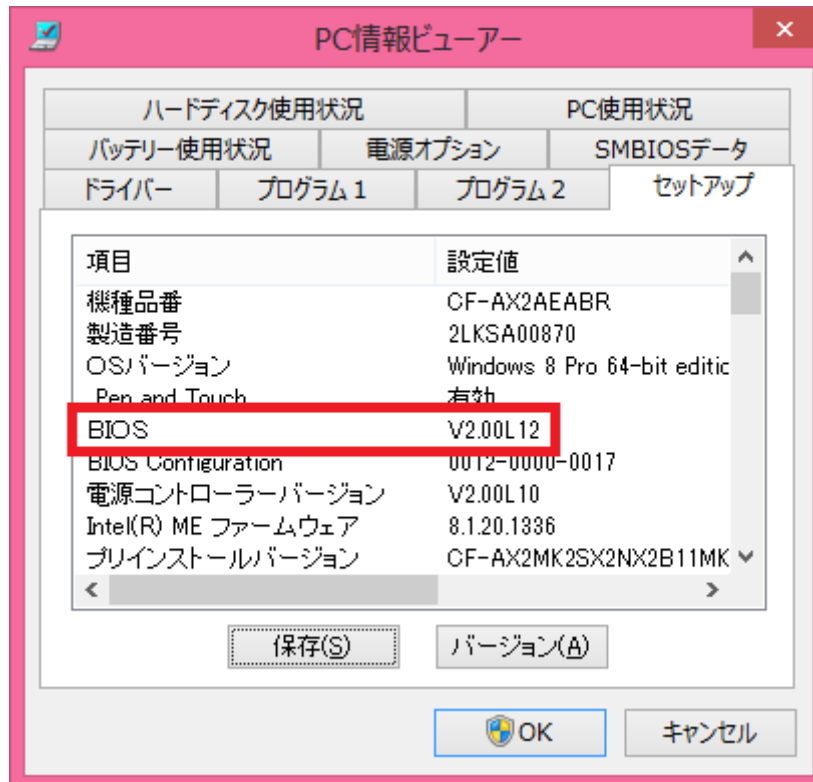 PC情報ビューアー
ハードディスク使用状況 PC使用状況
バッテリー使用状況 電源オプション SMBIOSデータ
ドライバー プログラム1 プログラム2 セットアップ
項目 設定値
機種品番 CF-AX2AEABR
製造番号 2LKSA00870
OSバージョン Windows 8 Pro 64-bit editic
Pen and Touch 有効
BIOS V2.00L12
BIOS Configuration 0012-0000-0017
電源コントローラーバージョン V2.00L10
Intel(R) ME ファームウェア 8.1.20.1336
プリインストールバージョン CF-AX2MK2SX2NX2B11MK
保存(S) バージョン(A)
OK キャンセル